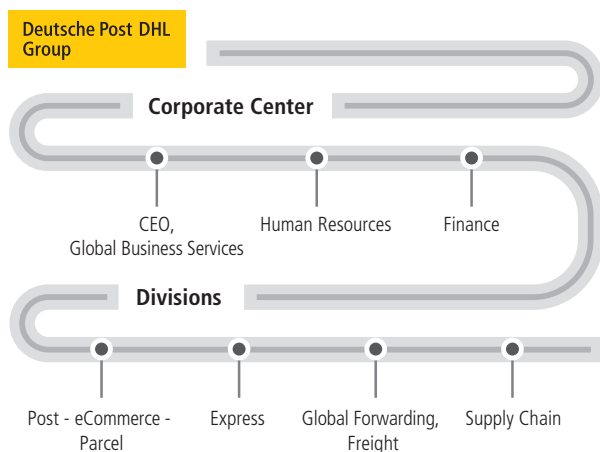 Deutsche Post DHL
Group
Corporate Center
CEO,
Global Business Services
Human Resources
Finance
Divisions
Post - eCommerce -
Parcel
Express
Global Forwarding,
Freight
Supply Chain